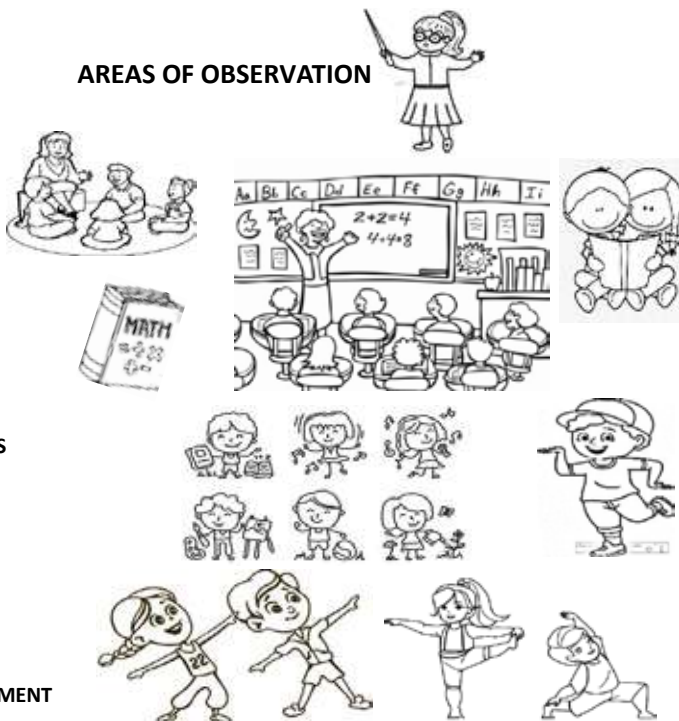 AREAS OF OBSERVATION
Aa Bb Cc Dd Ee Ff Gg Hh Ii
2+2=4
4+4=8
MATH
S
22
MENT